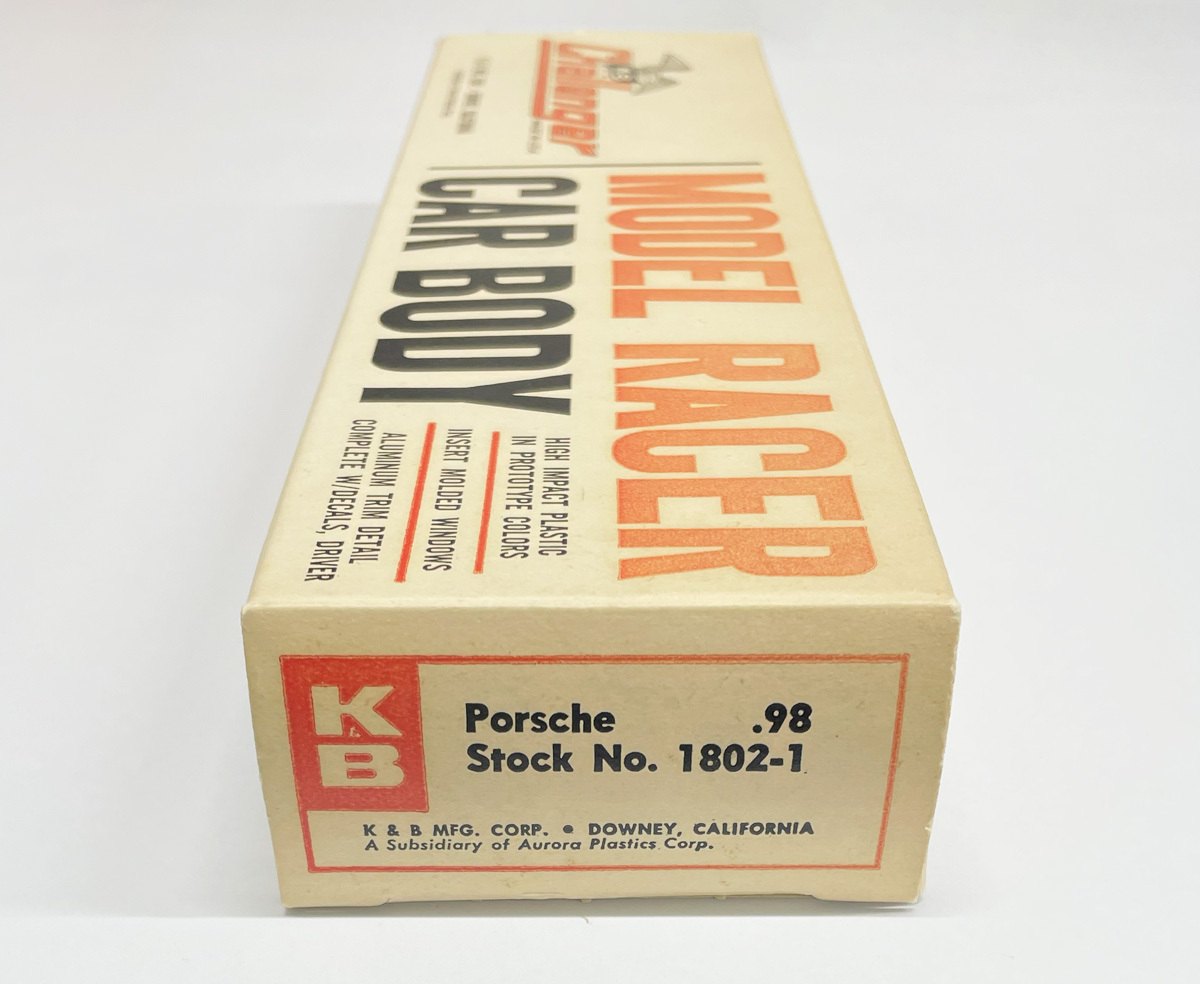 Challenger
MODEL RACER
CAR BODY
HIGH IMPACT PLASTIC
IN PROTOTYPE COLORS
INSERT MOLDED WINDOWS
ALUMINUM TRIM DETAIL
COMPLETE W/DECALS, DRIVER
K
&
B
Porsche .98
Stock No. 1802-1
K & B MFG. CORP. • DOWNEY, CALIFORNIA
A Subsidiary of Aurora Plastics Corp.